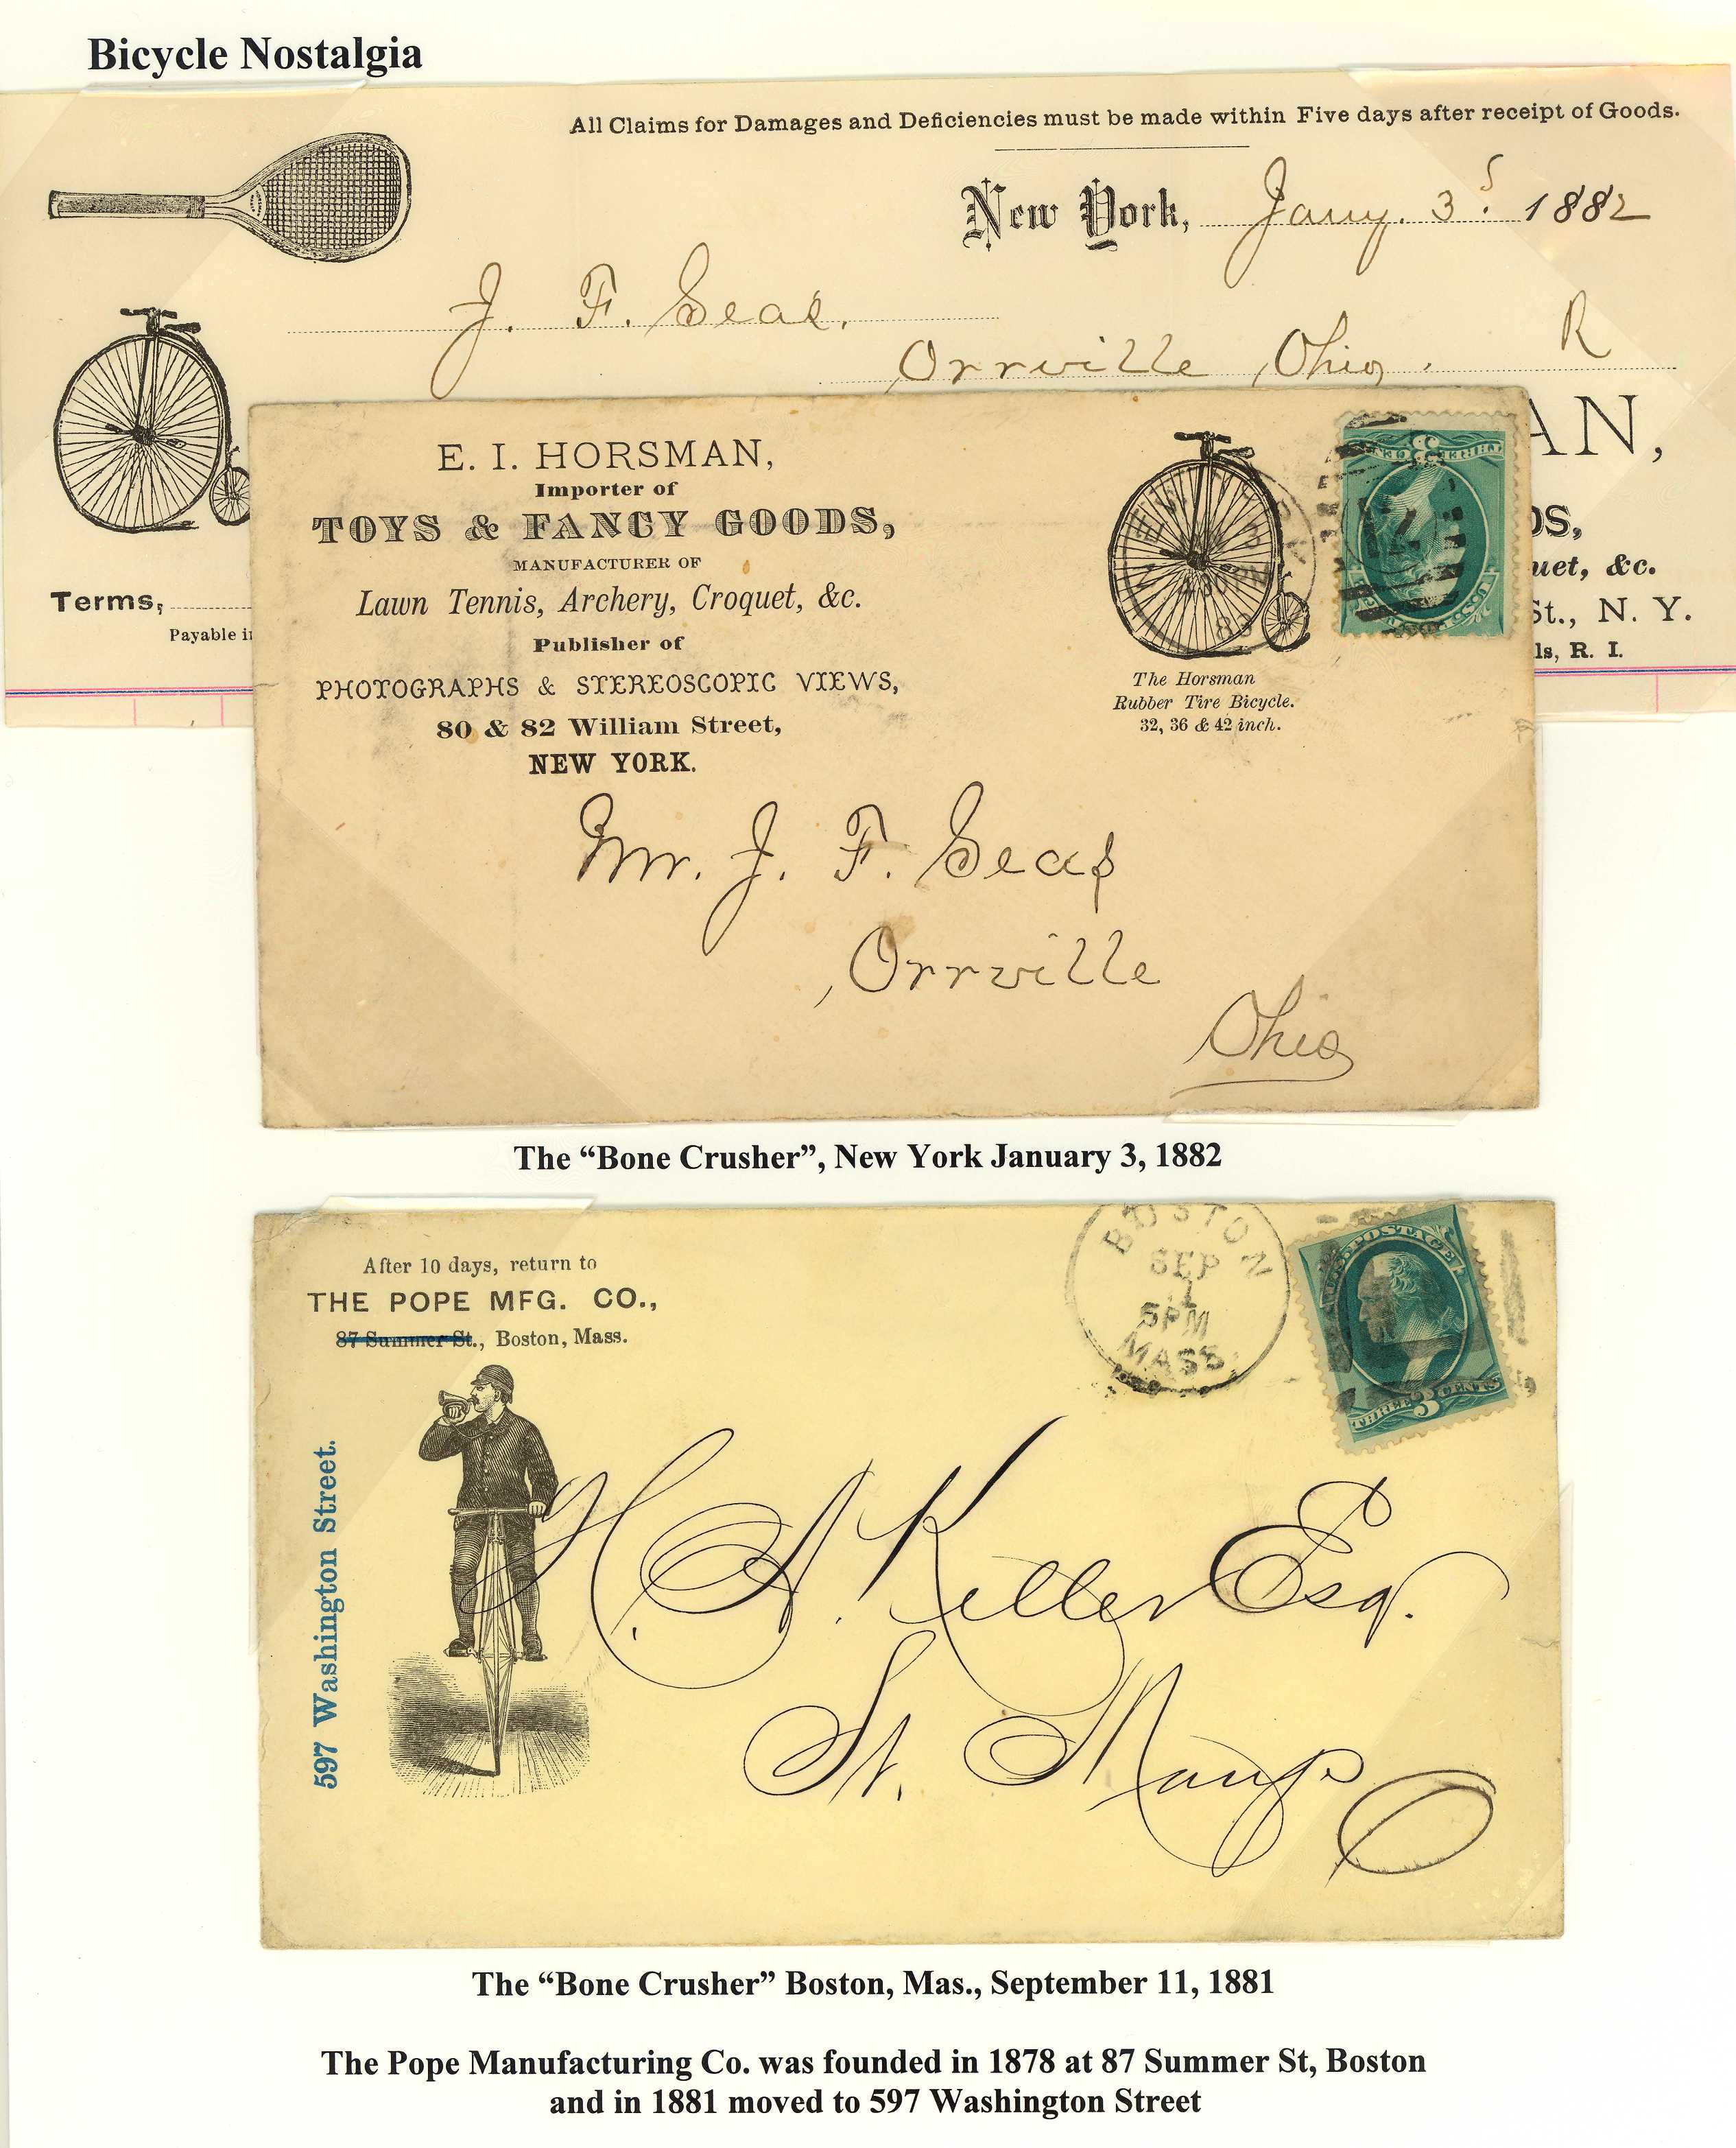 Bicycle Nostalgia
All Claims for Damages and Deficiencies must be made within Five days after receipt of Goods.
New York, Jany. 3. 1882
J. F. Seas.
Orrville, Ohio.
R
AN,
OS,
uet, &c.
St., N. Y.
ls, R. I.
Terms,
Payable i
E. I. HORSMAN,
Importer of
TOYS & FANCY GOODS,
MANUFACTURER OF
Lawn Tennis, Archery, Croquet, &c.
Publisher of
PHOTOGRAPHS & STEREOSCOPIC VIEWS,
80 & 82 William Street,
NEW YORK.
The Horsman
Rubber Tire Bicycle.
32, 36 & 42 inch.
Mr. J. F. Seas
Orrville
Ohio
The “Bone Crusher”, New York January 3, 1882
After 10 days, return to
THE POPE MFG. CO.,
87 Summer St., Boston, Mass.
597 Washington Street.
BOSTON
SEP
5PM
MASS.
U.S. POSTAGE
THREE 3 CENTS
H. A. Keller Esq.
St. Marys
O
The “Bone Crusher” Boston, Mas., September 11, 1881
The Pope Manufacturing Co. was founded in 1878 at 87 Summer St, Boston
and in 1881 moved to 597 Washington Street